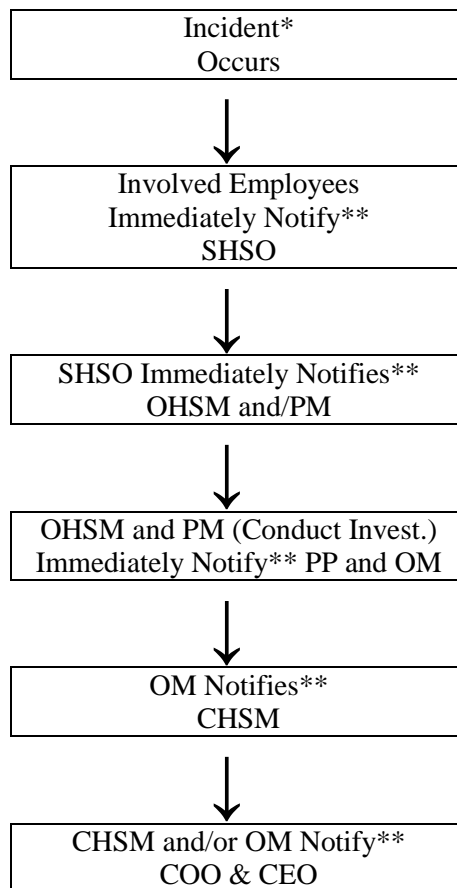 Incident*
Occurs
Involved Employees
Immediately Notify**
SHSO
SHSO Immediately Notifies**
OHSM and/PM
OHSM and PM (Conduct Invest.)
Immediately Notify** PP and OM
OM Notifies**
CHSM
CHSM and/or OM Notify**
COO & CEO